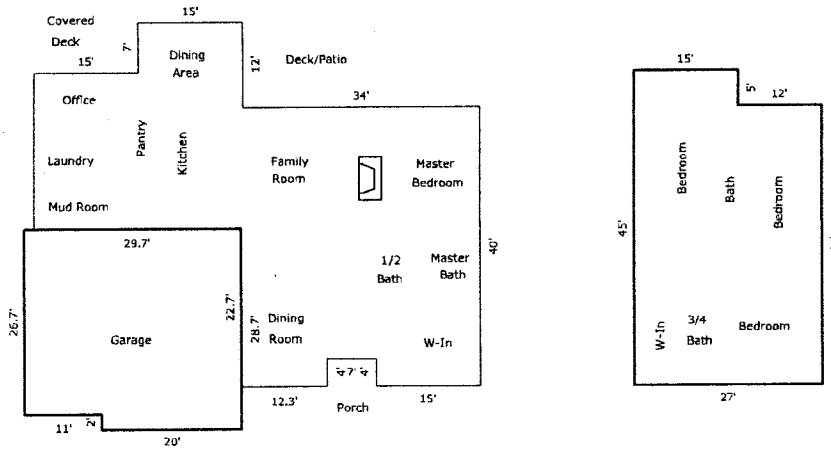 15'
Covered
Deck
7'
15'
Dining
Area
12'
Deck/Patio
34'
Office
Pantry
Kitchen
Laundry
Mud Room
Family
Room
Master
Bedroom
40'
29.7'
1/2
Bath
Master
Bath
26.7'
22.7'
28.7'
Garage
Dining
Room
W-In
4' 7' 4'
12.3'
Porch
15'
11'
2'
20'
15'
5'
12'
Bedroom
Bath
Bedroom
45'
W-In
3/4
Bath
Bedroom
27'